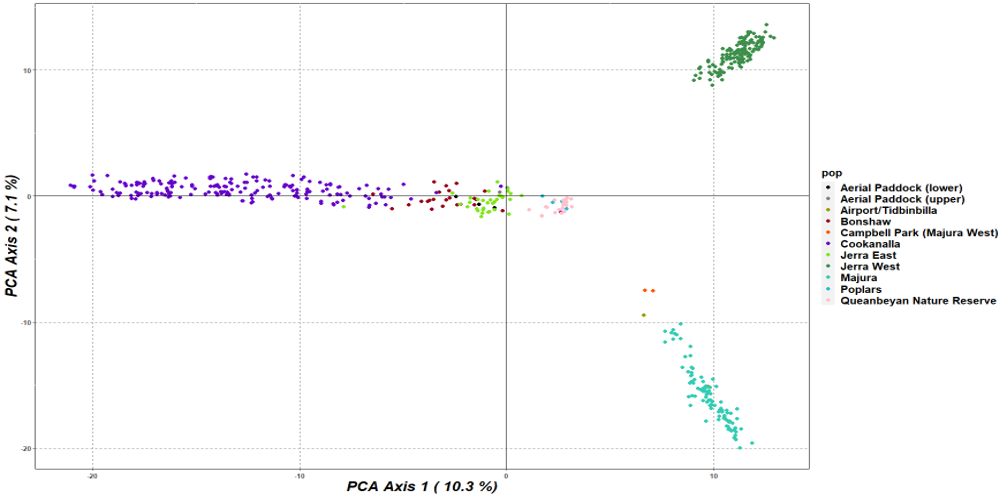 10
0
-10
-20
PCA Axis 2 ( 7.1 %)
-20
-10
0
10
PCA Axis 1 ( 10.3 %)
pop
Aerial Paddock (lower)
Aerial Paddock (upper)
Airport/Tidbinbilla
Bonshaw
Campbell Park (Majura West)
Cookanalla
Jerra East
Jerra West
Majura
Poplars
Queanbeyan Nature Reserve